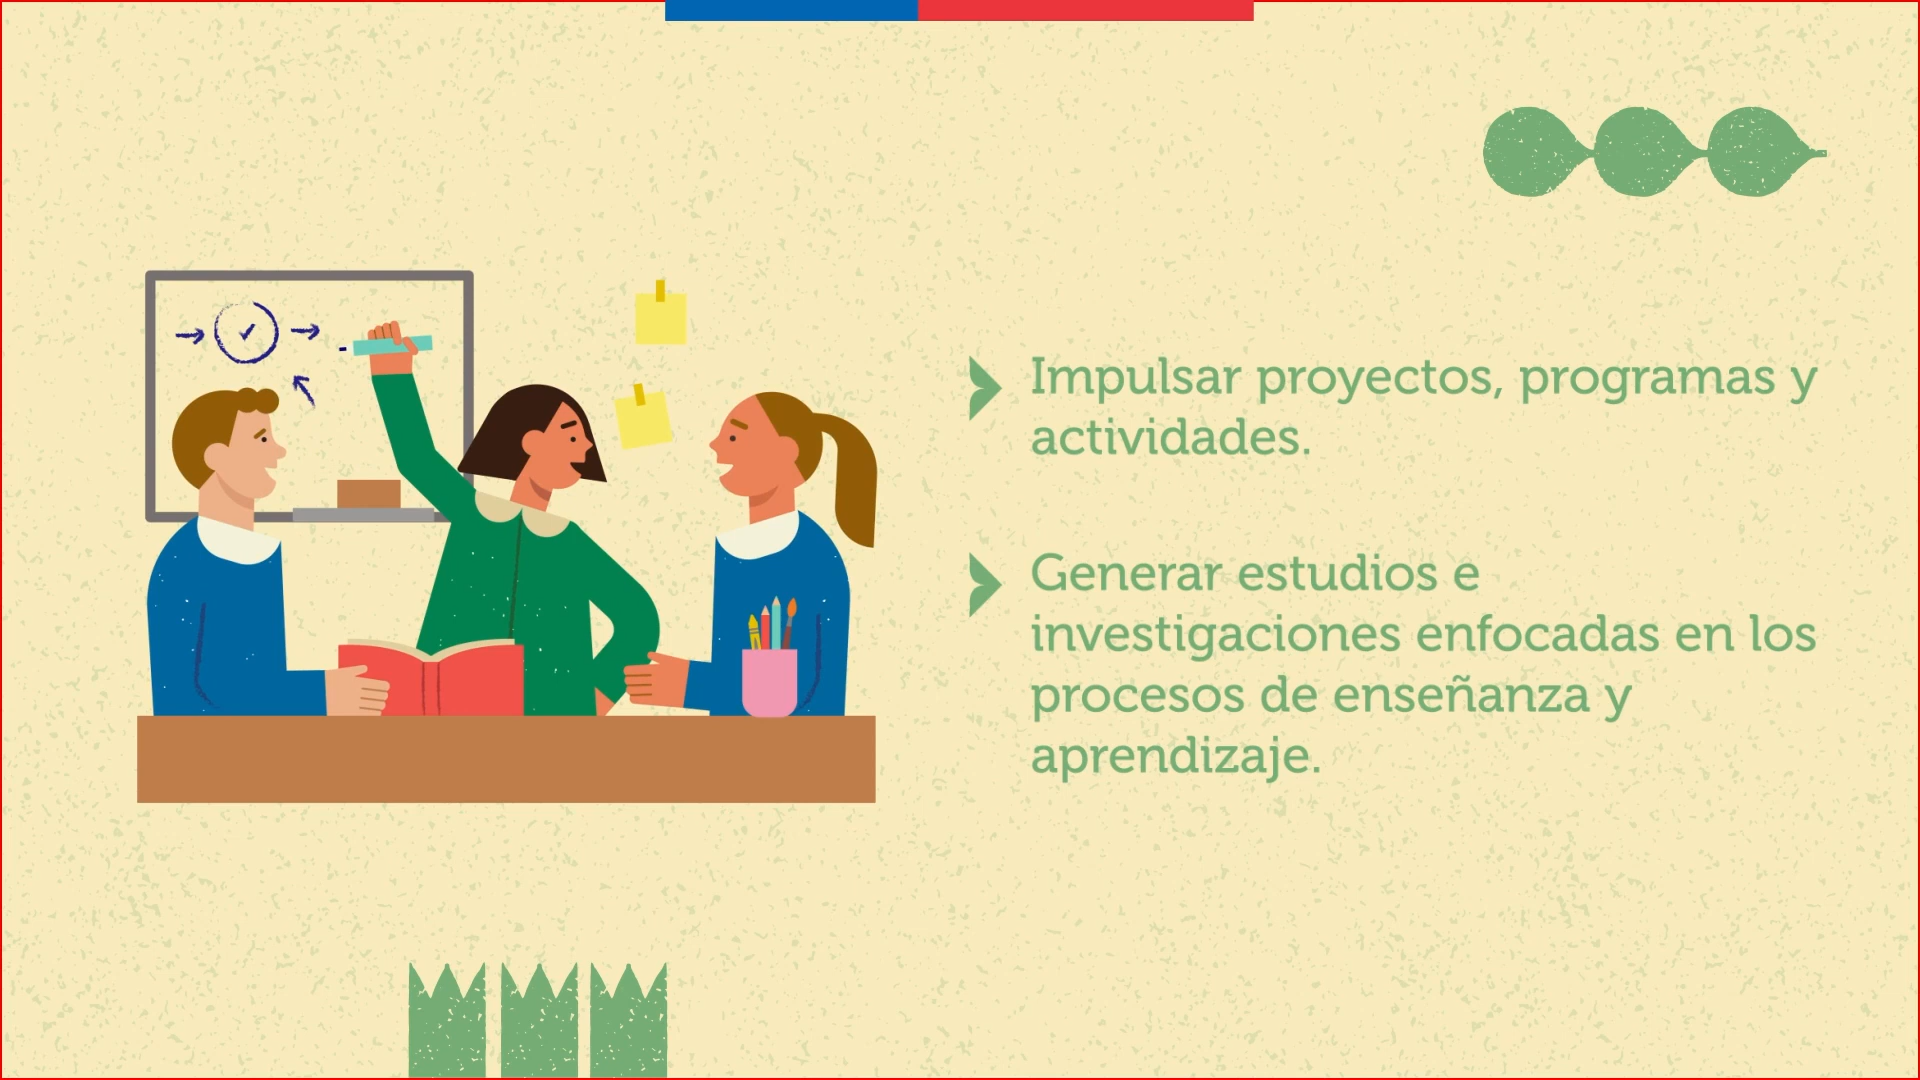 Impulsar proyectos, programas y
actividades.
Generar estudios e
investigaciones enfocadas en los
procesos de enseñanza y
aprendizaje.